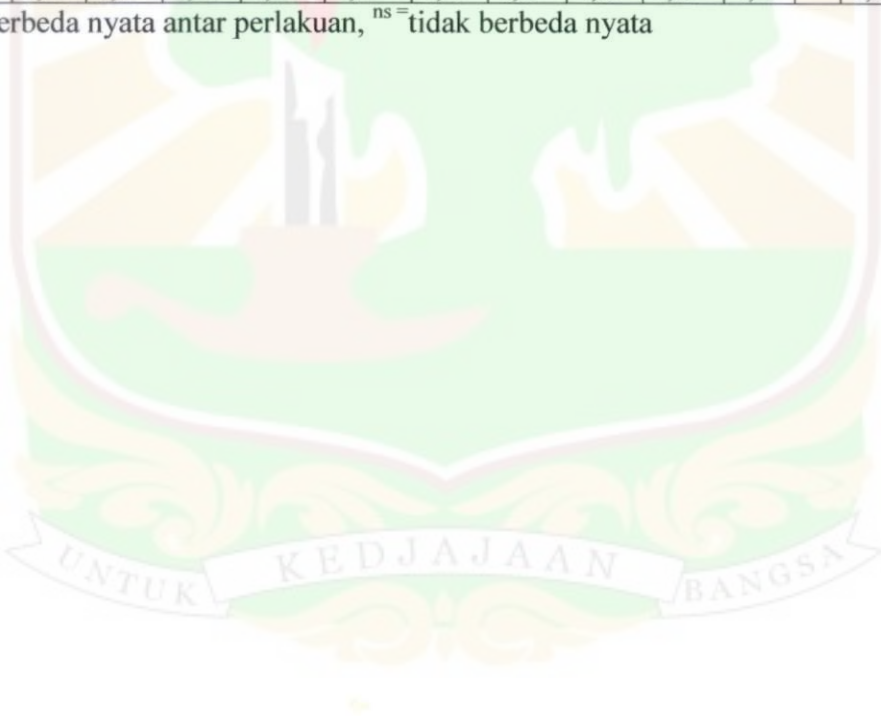 erbeda nyata antar perlakuan, ns = tidak berbeda nyata
UNTUK KEDJAJAAN BANGSA